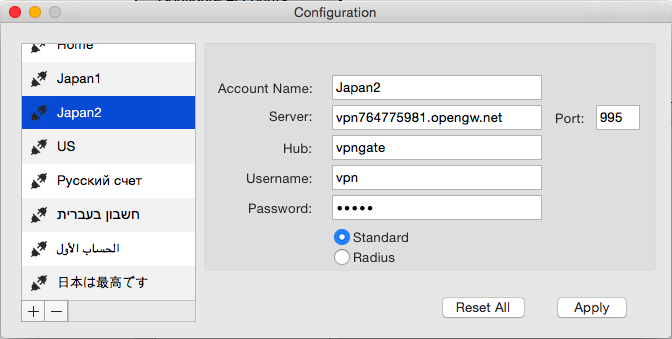 Configuration
Home
Japan1
Japan2
US
Русский счет
חשבון בעברית
الحساب الأول
日本は最高です
Account Name: Japan2
Server: vpn764775981.opengw.net Port: 995
Hub: vpngate
Username: vpn
Password: •••••
Standard
Radius
Reset All Apply